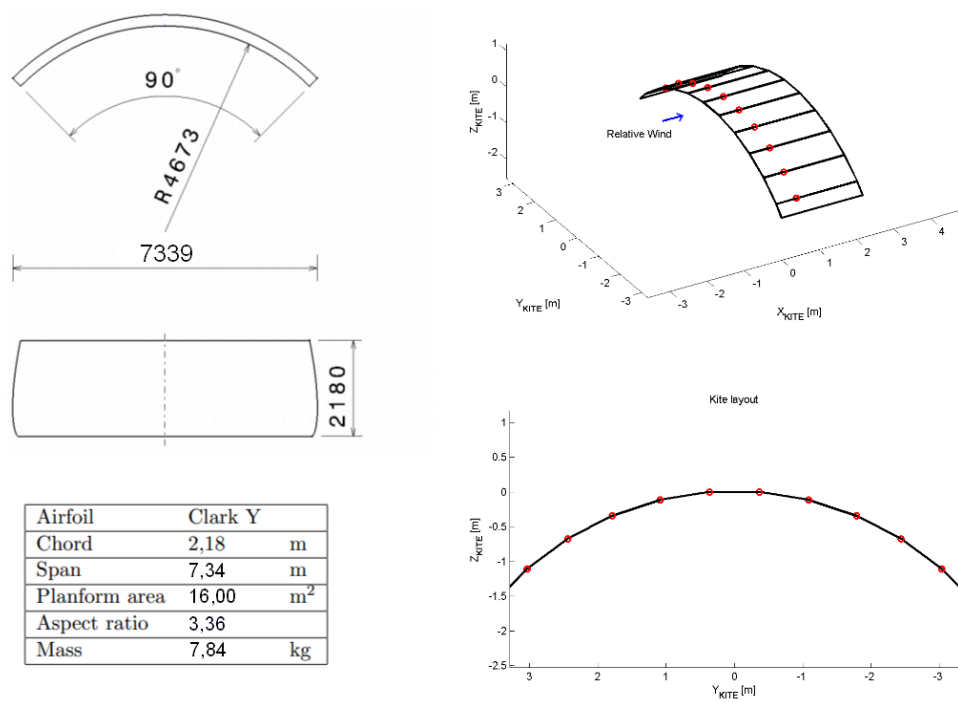 90°
R4673
7339
2180
Airfoil Clark Y
Chord 2,18 m
Span 7,34 m
Planform area 16,00 m²
Aspect ratio 3,36
Mass 7,84 kg
1
0
-1
-2
Z_KITE [m]
Relative Wind
3
2
1
0
-1
-2
-3
Y_KITE [m]
-3
-2
-1
0
1
2
3
4
X_KITE [m]
Kite layout
1
0.5
0
-0.5
-1
-1.5
-2
-2.5
Z_KITE [m]
3 2 1 0 -1 -2 -3
Y_KITE [m]